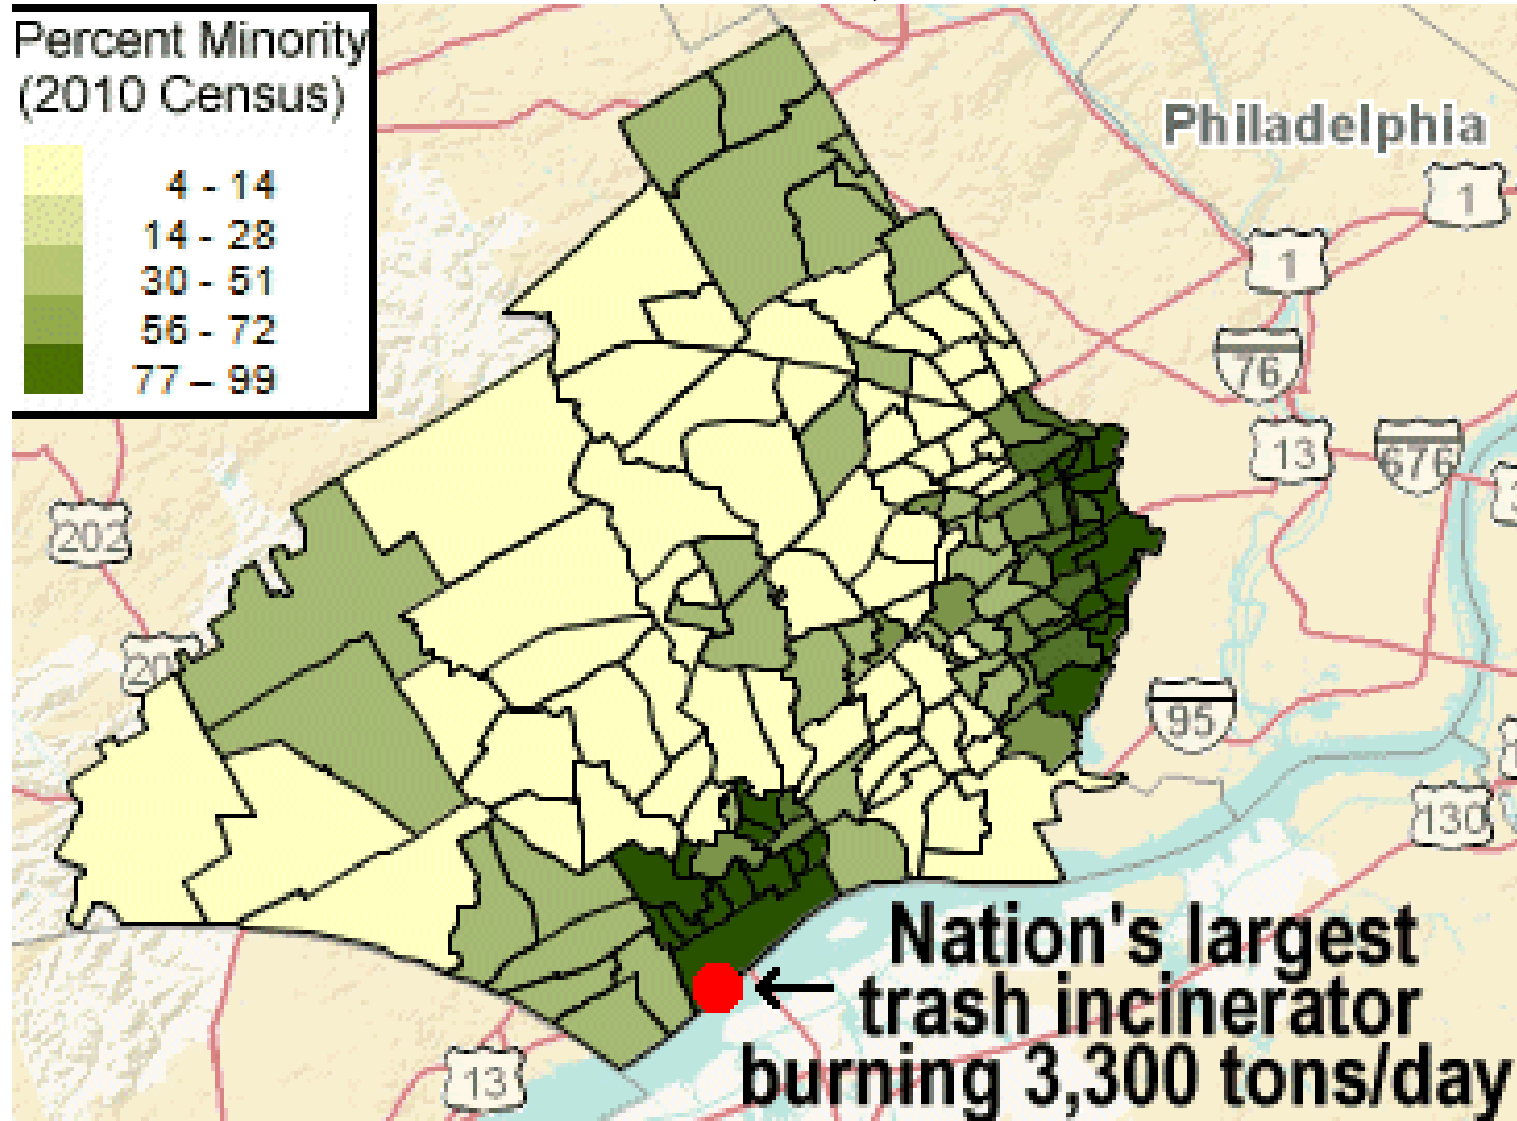 Percent Minority
(2010 Census)
4 - 14
14 - 28
30 - 51
56 - 72
77 – 99
Philadelphia
1
1
76
13
676
202
20
95
130
13
Nation's largest
trash incinerator
burning 3,300 tons/day